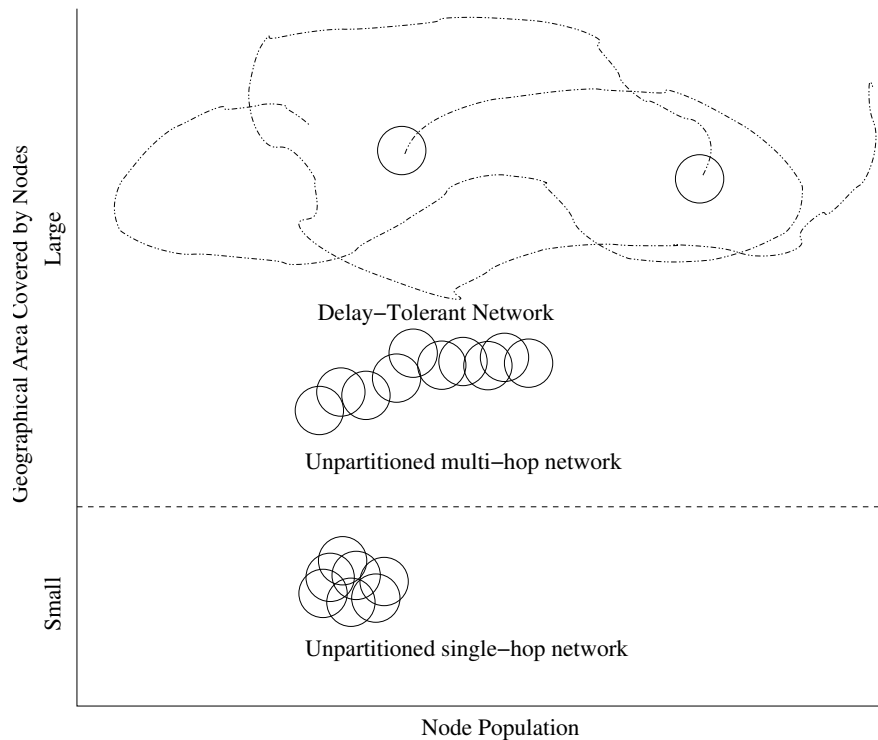 Geographical Area Covered by Nodes
Large
Small
Delay−Tolerant Network
Unpartitioned multi−hop network
Unpartitioned single−hop network
Node Population